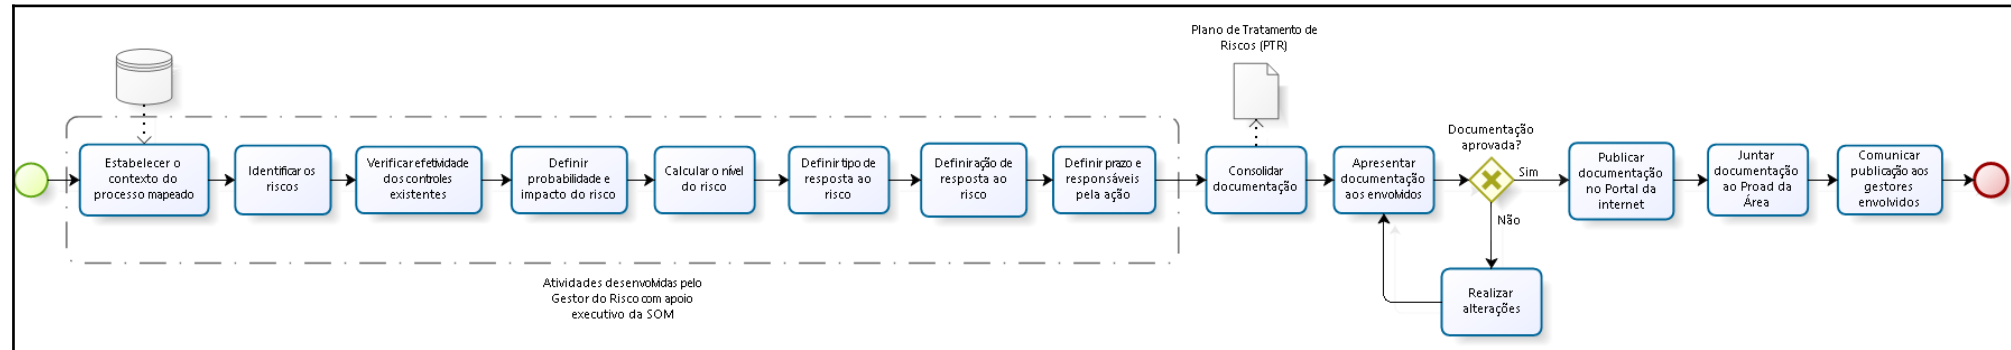 Estabelecer o
contexto do
processo mapeado
Identificar os
riscos
Verificar efetividade
dos controles
existentes
Definir
probabilidade e
impacto do risco
Calcular o nível
do risco
Definir tipo de
resposta ao
risco
Definir ação de
resposta ao
risco
Definir prazo e
responsáveis
pela ação
Atividades desenvolvidas pelo
Gestor do Risco com apoio
executivo da SOM
Plano de Tratamento de
Riscos (PTR)
Consolidar
documentação
Apresentar
documentação
aos envolvidos
Documentação
aprovada?
Sim
Não
Realizar
alterações
Publicar
documentação
no Portal da
internet
Juntar
documentação
ao Proad da
Área
Comunicar
publicação aos
gestores
envolvidos